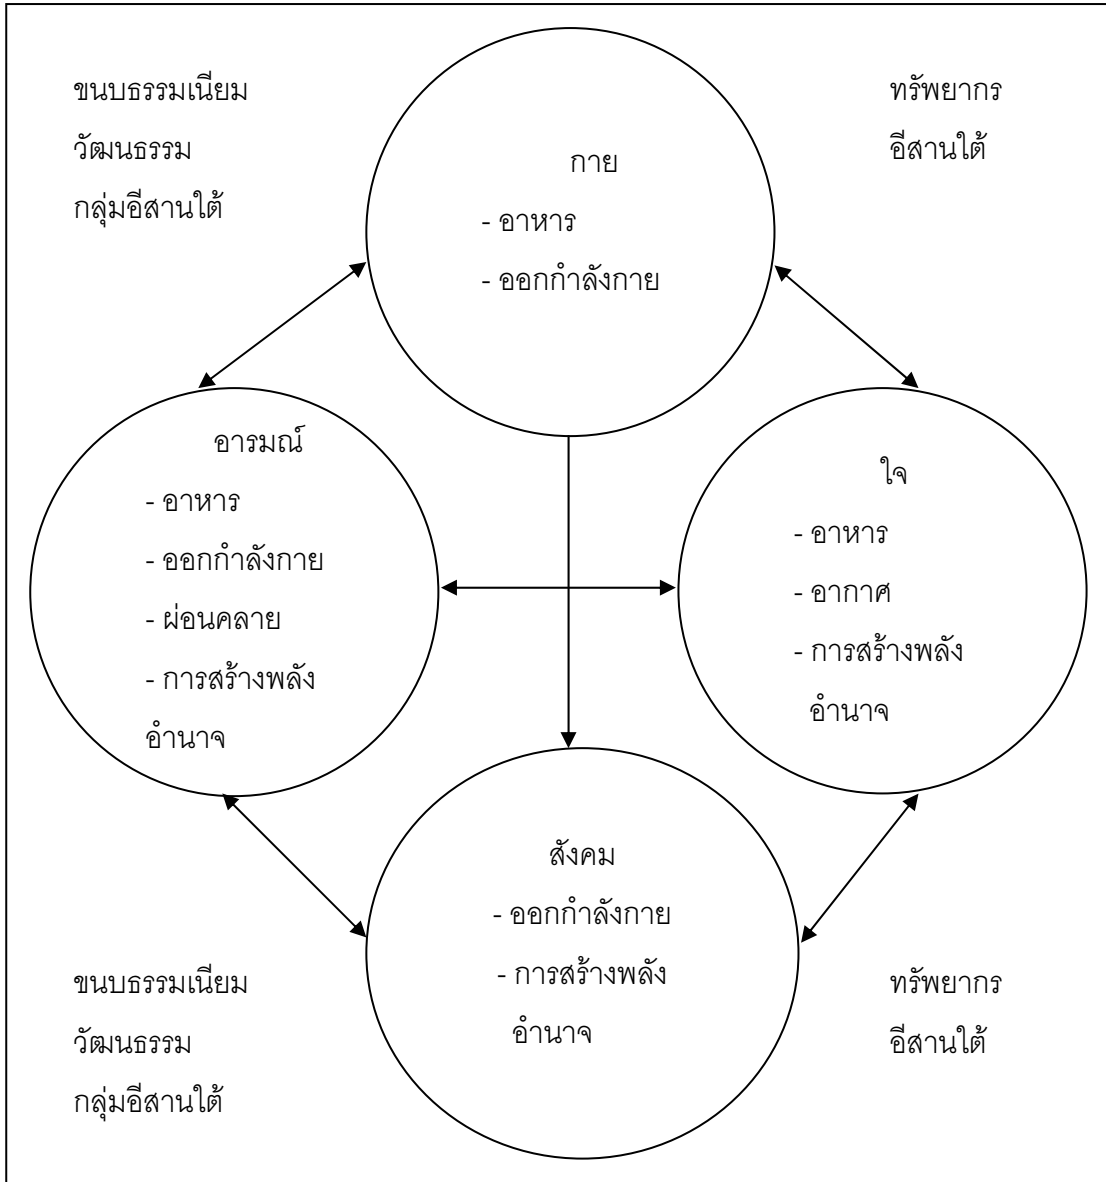 ขนบธรรมเนียม
วัฒนธรรม
กลุ่มอีสานใต้
ทรัพยากร
อีสานใต้
กาย
- อาหาร
- ออกกำลังกาย
อารมณ์
- อาหาร
- ออกกำลังกาย
- ผ่อนคลาย
- การสร้างพลัง
อำนาจ
ใจ
- อาหาร
- อากาศ
- การสร้างพลัง
อำนาจ
สังคม
- ออกกำลังกาย
- การสร้างพลัง
อำนาจ
ขนบธรรมเนียม
วัฒนธรรม
กลุ่มอีสานใต้
ทรัพยากร
อีสานใต้